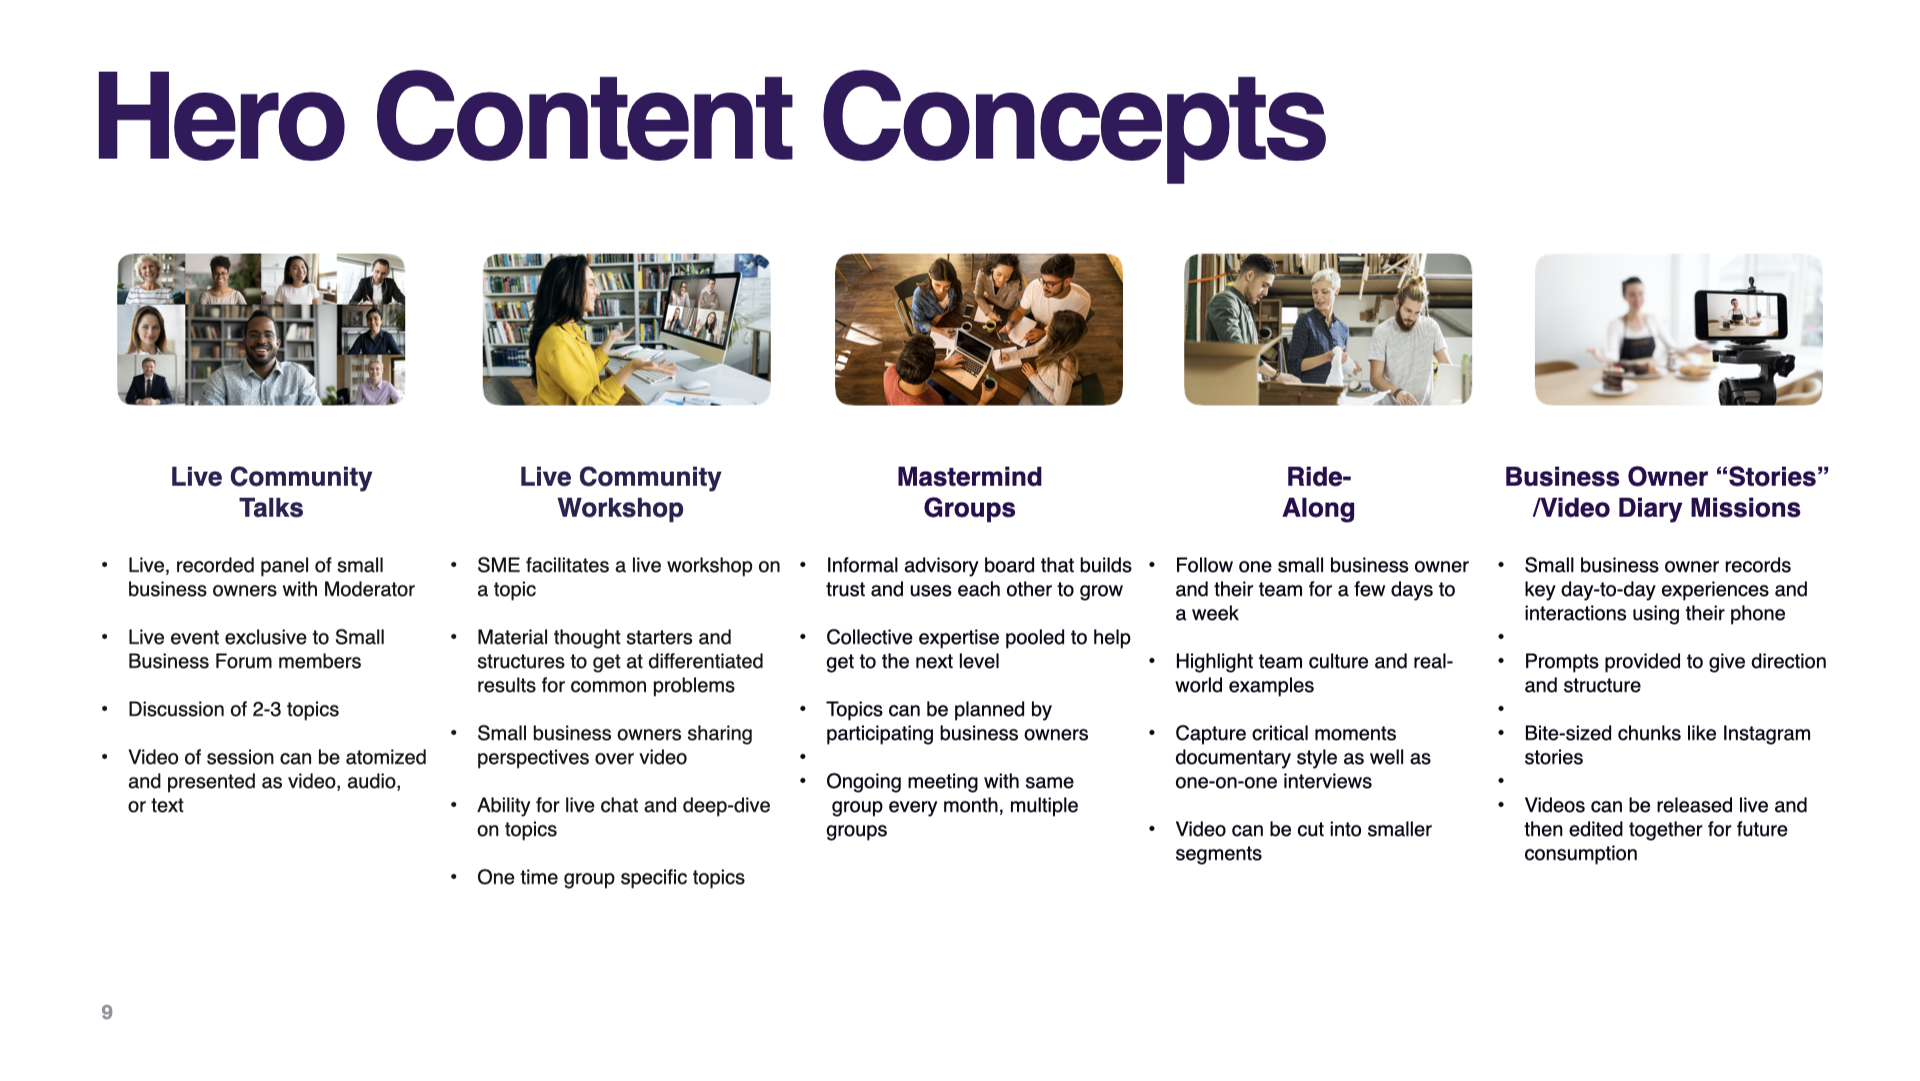 Hero Content Concepts
Live Community
Talks
• Live, recorded panel of small
business owners with Moderator
• Live event exclusive to Small
Business Forum members
• Discussion of 2-3 topics
• Video of session can be atomized
and presented as video, audio,
or text
Live Community
Workshop
• SME facilitates a live workshop on
a topic
• Material thought starters and
structures to get at differentiated
results for common problems
• Small business owners sharing
perspectives over video
• Ability for live chat and deep-dive
on topics
• One time group specific topics
Mastermind
Groups
• Informal advisory board that builds
trust and uses each other to grow
• Collective expertise pooled to help
get to the next level
• Topics can be planned by
participating business owners
•
• Ongoing meeting with same
group every month, multiple
groups
Ride-
Along
• Follow one small business owner
and their team for a few days to
a week
• Highlight team culture and real-
world examples
• Capture critical moments
documentary style as well as
one-on-one interviews
• Video can be cut into smaller
segments
Business Owner “Stories”
/Video Diary Missions
• Small business owner records
key day-to-day experiences and
interactions using their phone
•
• Prompts provided to give direction
and structure
•
• Bite-sized chunks like Instagram
stories
•
• Videos can be released live and
then edited together for future
consumption
9